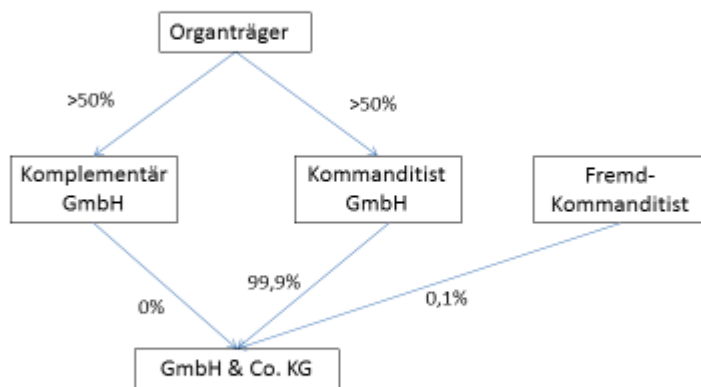 Organträger
>50%
>50%
Komplementär
GmbH
Kommanditist
GmbH
Fremd-
Kommanditist
0%
99,9%
0,1%
GmbH & Co. KG